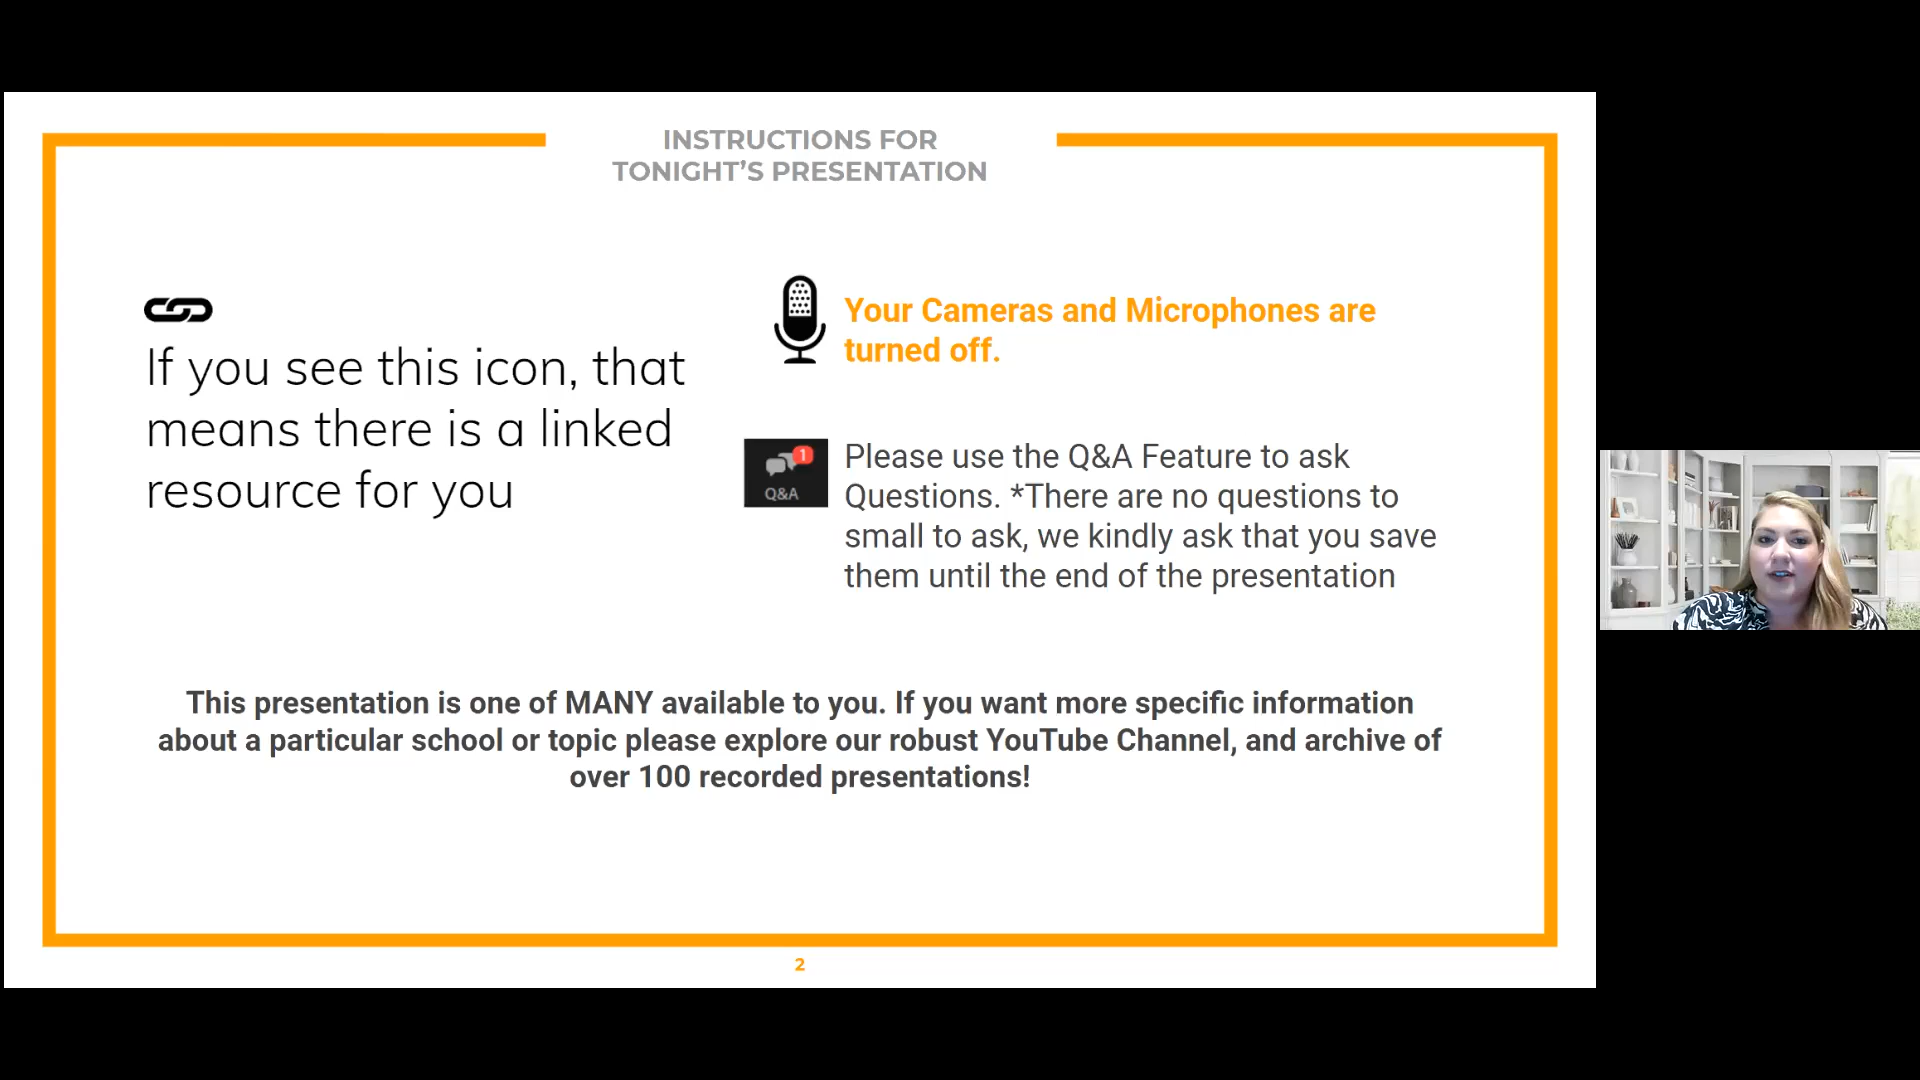 INSTRUCTIONS FOR
TONIGHT'S PRESENTATION
If you see this icon, that
means there is a linked
resource for you
Your Cameras and Microphones are
turned off.
1
Q&A
Please use the Q&A Feature to ask
Questions. *There are no questions to
small to ask, we kindly ask that you save
them until the end of the presentation
This presentation is one of MANY available to you. If you want more specific information
about a particular school or topic please explore our robust YouTube Channel, and archive of
over 100 recorded presentations!
2